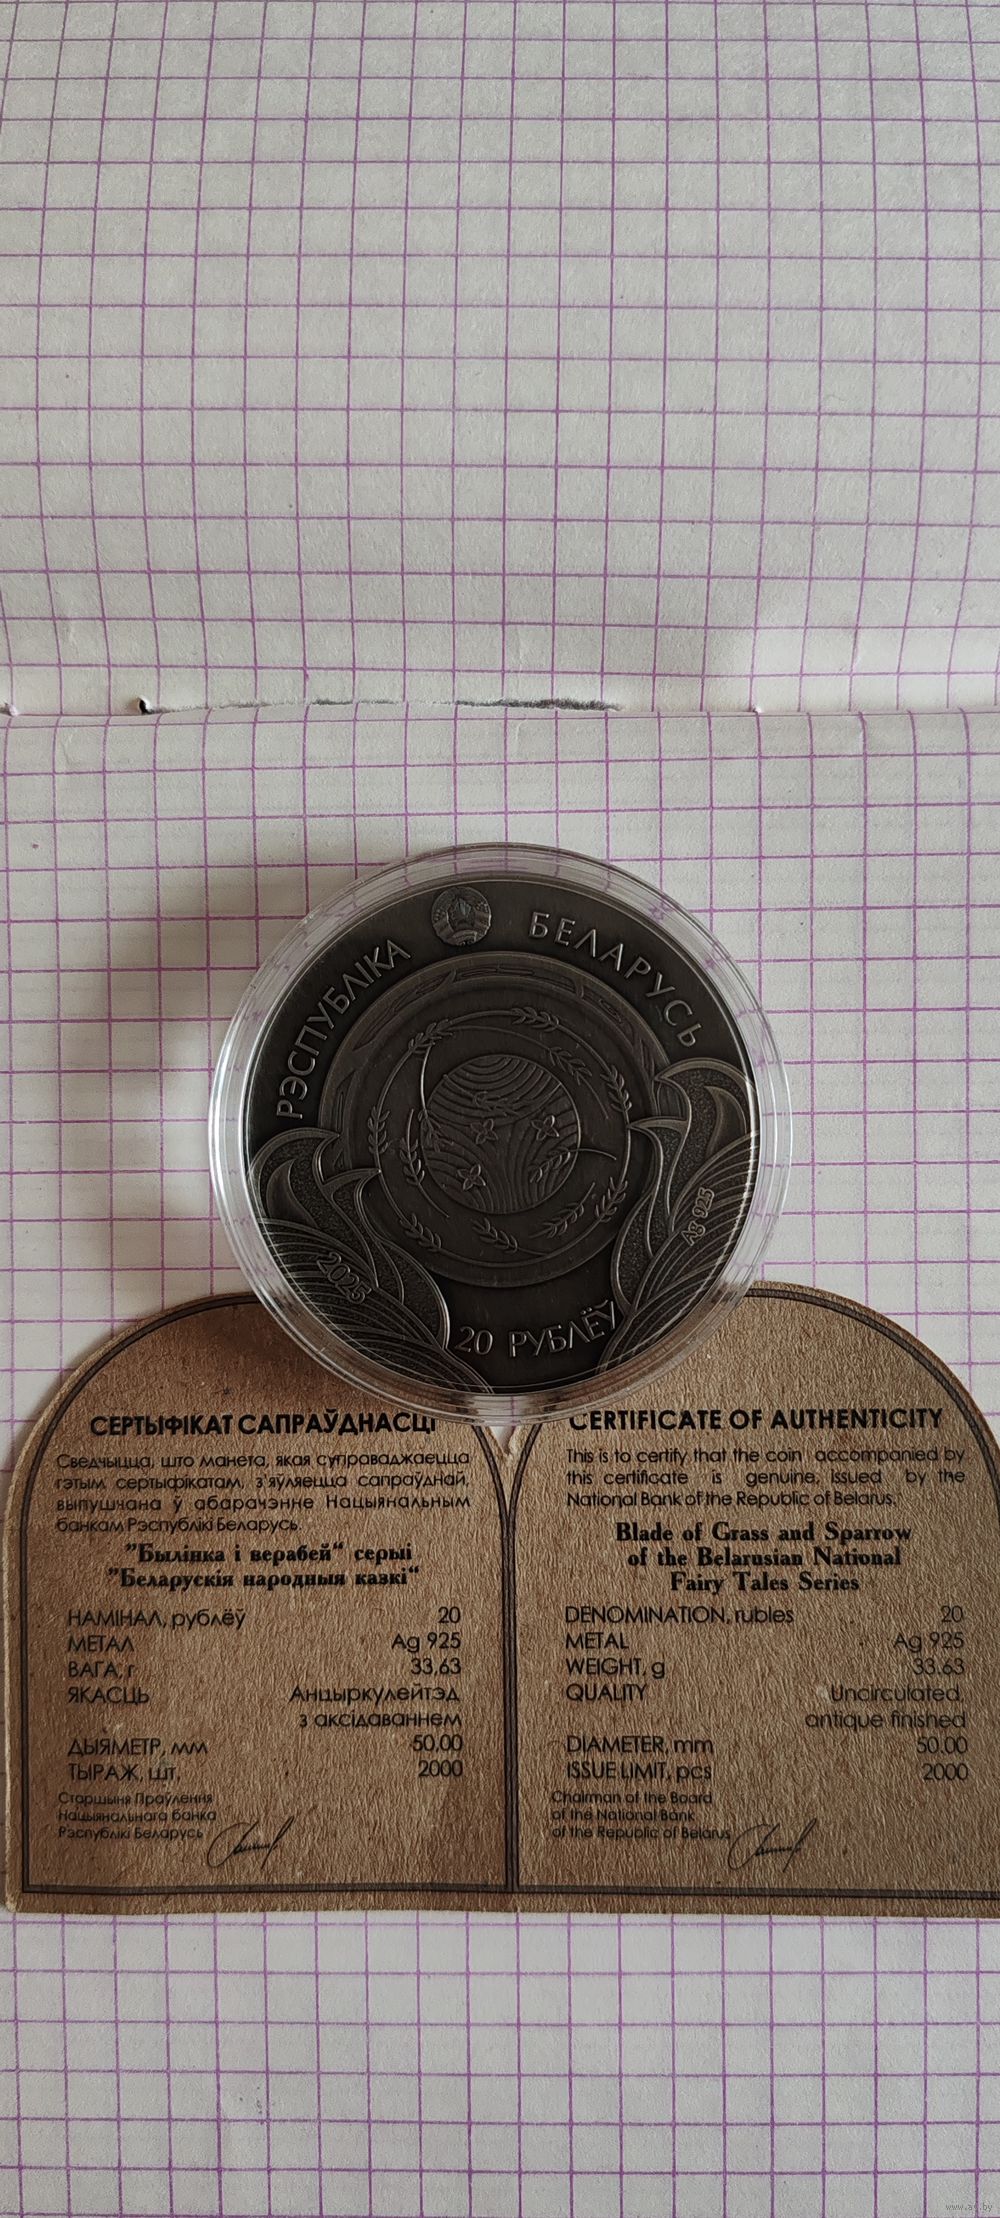 РЭСПУБЛІКА БЕЛАРУСЬ
2025
Ag 925
20 РУБЛЁЎ
СЕРТЫФІКАТ САПРАЎДНАСЦІ
Сведчыцца, што манета, якая суправаджаецца
гэтым сертыфікатам, з'яўляецца сапраўднай,
выпушчана ў абарачэнне Нацыянальным
банкам Рэспублікі Беларусь.
"Былінка і верабей" серыі
"Беларускія народныя казкі"
НАМІНАЛ, рублёў 20
МЕТАЛ Ag 925
ВАГА, г 33,63
ЯКАСЦЬ Анцыркулейтэд
з аксідаваннем
ДЫЯМЕТР, мм 50,00
ТЫРАЖ, шт. 2000
Старшыня Праўлення
Нацыянальнага банка
Рэспублікі Беларусь
CERTIFICATE OF AUTHENTICITY
This is to certify that the coin accompanied by
this certificate is genuine, issued by the
National Bank of the Republic of Belarus.
Blade of Grass and Sparrow
of the Belarusian National
Fairy Tales Series
DENOMINATION, rubles 20
METAL Ag 925
WEIGHT, g 33.63
QUALITY Uncirculated,
antique finished
DIAMETER, mm 50.00
ISSUE LIMIT, pcs 2000
Chairman of the Board
of the National Bank
of the Republic of Belarus
www.ay.by